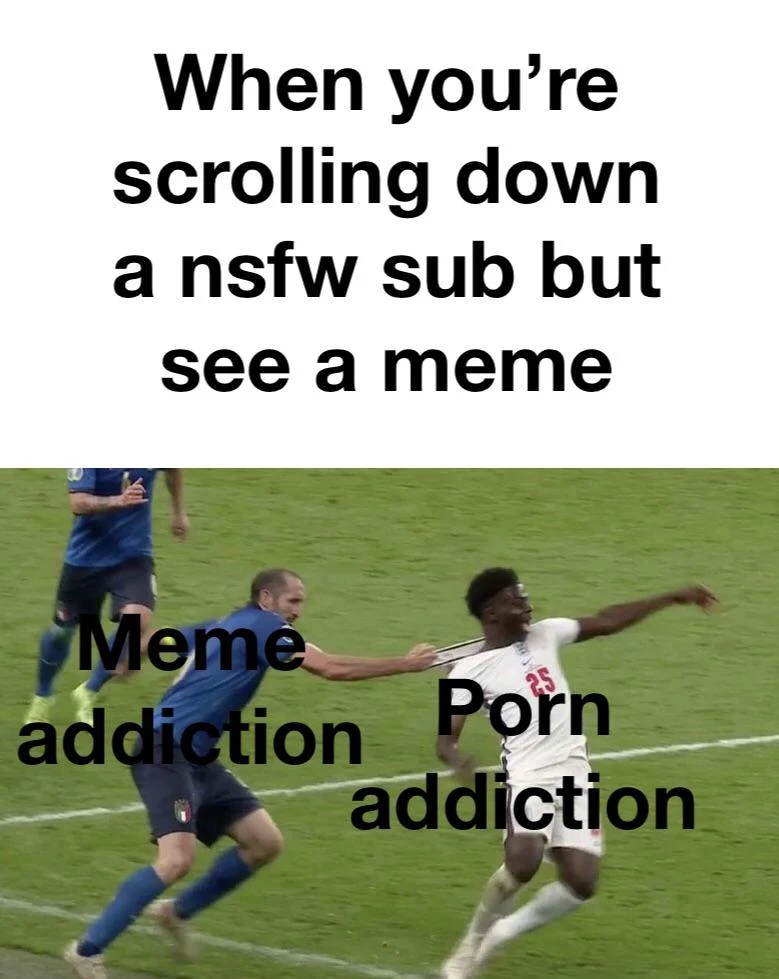 When you’re
scrolling down
a nsfw sub but
see a meme
Meme
addiction
25
Porn
addiction